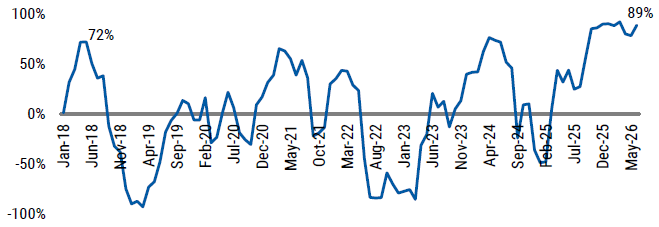 100%
89%
72%
50%
0%
Jan-18
Jun-18
Nov-18
Apr-19
Sep-19
Feb-20
Jul-20
Dec-20
May-21
Oct-21
Mar-22
Aug-22
Jan-23
Jun-23
Nov-23
Apr-24
Sep-24
Feb-25
Jul-25
Dec-25
May-26
-50%
-100%